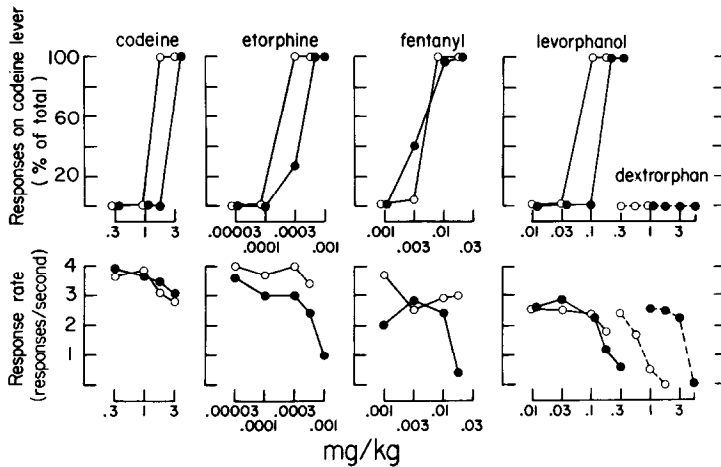 codeine etorphine fentanyl levorphanol
Responses on codeine lever
( % of total)
100
60
20
dextrorphan
.3 1 3
.00003 .0003
.0001 .001
.001 .01
.003 .03
.01 .03 .1 .3 1 3
Response rate
(responses/second)
4
3
2
1
.3 1 3
.00003 .0003
.0001 .001
.001 .01
.003 .03
.01 .03 .1 .3 1 3
mg/kg